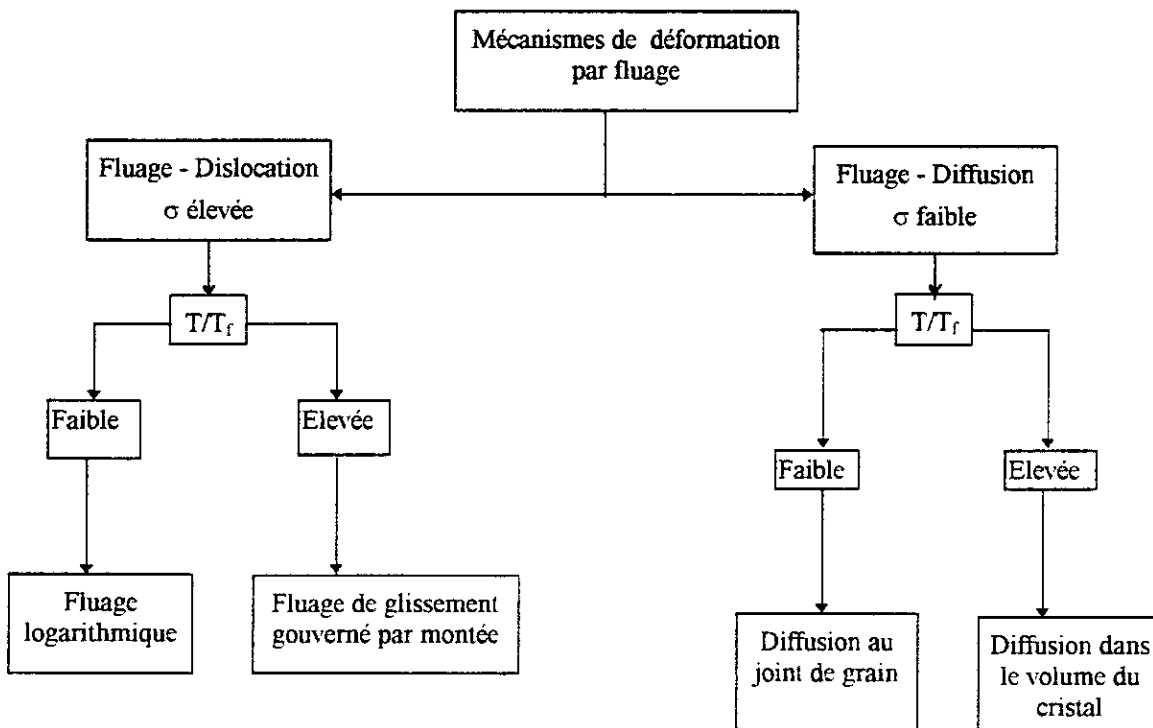 Mécanismes de déformation
par fluage
Fluage - Dislocation
σ élevée
Fluage - Diffusion
σ faible
T/Tf
T/Tf
Faible
Elevée
Faible
Elevée
Fluage
logarithmique
Fluage de glissement
gouverné par montée
Diffusion au
joint de grain
Diffusion dans
le volume du
cristal